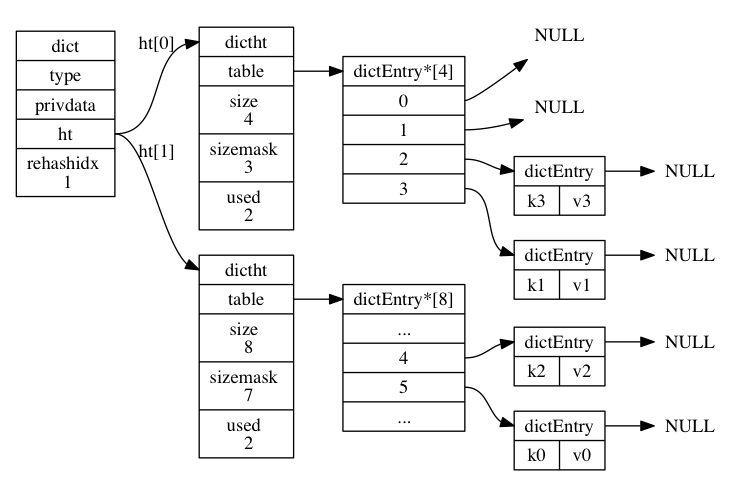 dict
type
privdata
ht
rehashidx
1
ht[0]
ht[1]
dictht
table
size
4
sizemask
3
used
2
dictEntry*[4]
0
1
2
3
NULL
NULL
dictEntry
k3 v3
NULL
dictEntry
k1 v1
NULL
dictht
table
size
8
sizemask
7
used
2
dictEntry*[8]
...
4
5
...
dictEntry
k2 v2
NULL
dictEntry
k0 v0
NULL